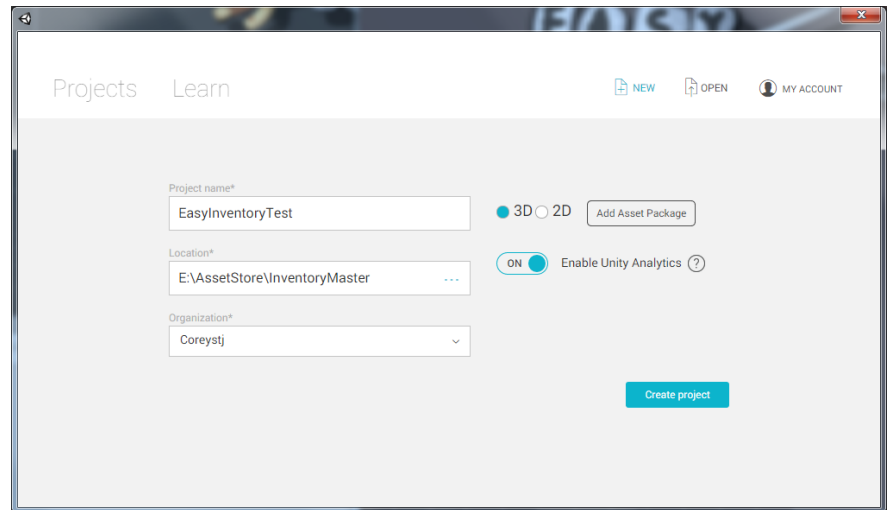 EASY
Projects
Learn
NEW
OPEN
MY ACCOUNT
Project name*
EasyInventoryTest
3D
2D
Add Asset Package
Location*
E:\AssetStore\InventoryMaster
...
ON
Enable Unity Analytics
?
Organization*
Coreystj
Create project